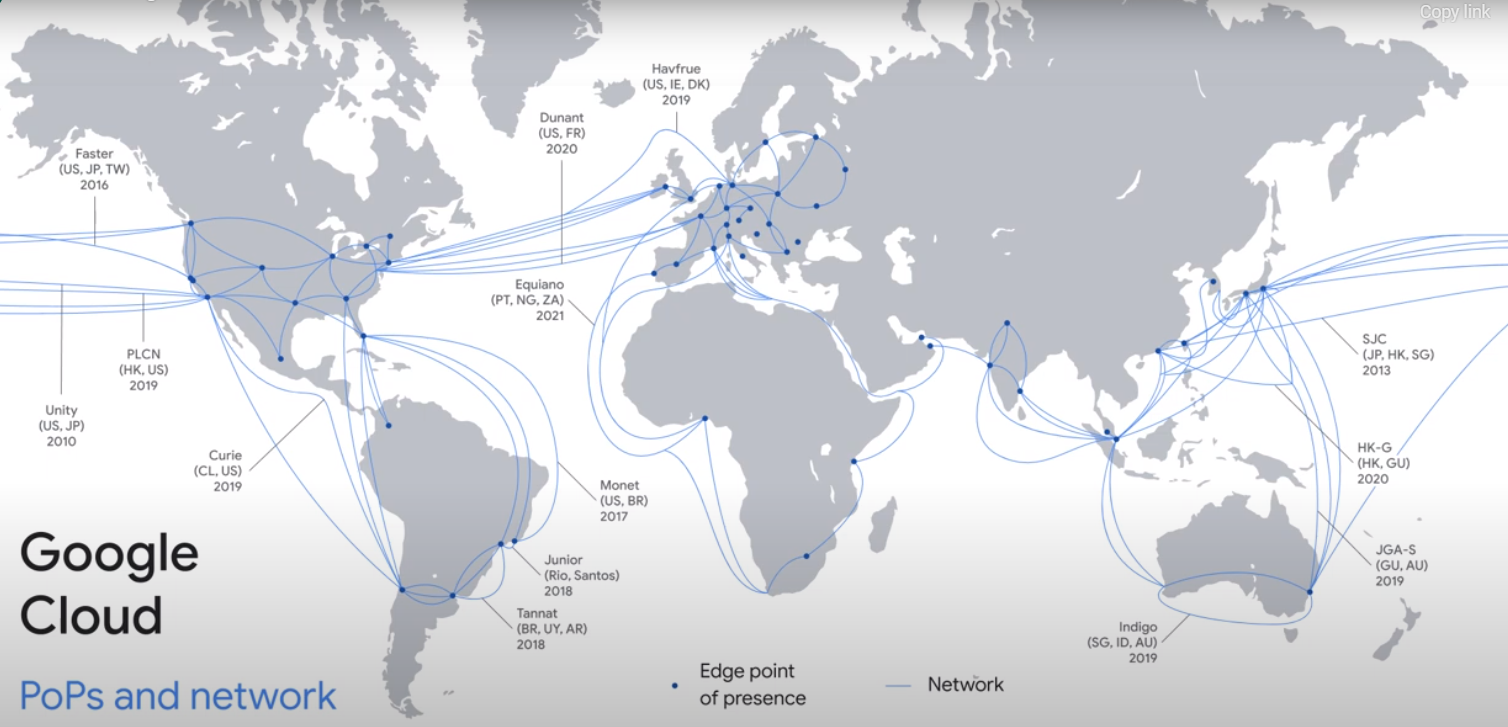 Copy link
Havfrue
(US, IE, DK)
2019
Dunant
(US, FR)
2020
Faster
(US, JP, TW)
2016
Equiano
(PT, NG, ZA)
2021
PLCN
(HK, US)
2019
SJC
(JP, HK, SG)
2013
Unity
(US, JP)
2010
Curie
(CL, US)
2019
HK-G
(HK, GU)
2020
Monet
(US, BR)
2017
Google
Cloud
JGA-S
(GU, AU)
2019
Junior
(Rio, Santos)
2018
Tannat
(BR, UY, AR)
2018
Indigo
(SG, ID, AU)
2019
PoPs and network
Edge point
of presence
Network